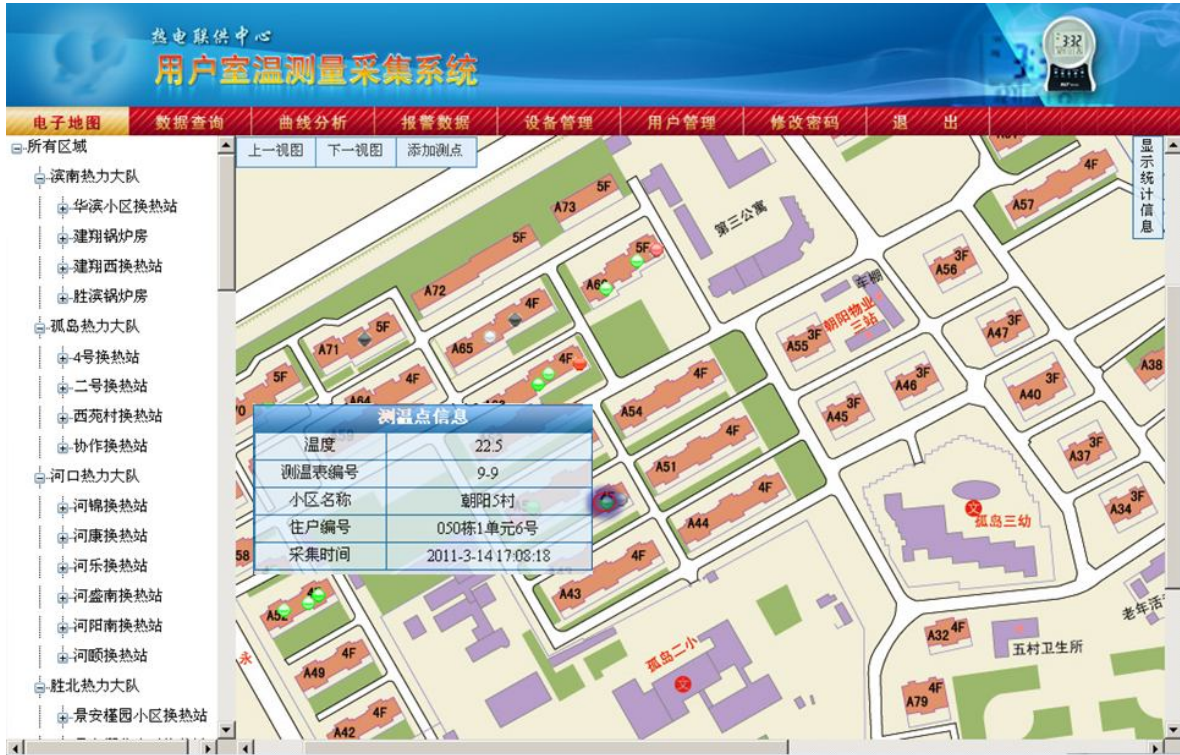 热电联供中心
用户室温测量采集系统
3:32
电子地图 数据查询 曲线分析 报警数据 设备管理 用户管理 修改密码 退 出
所有区域
滨南热力大队
华滨小区换热站
建翔锅炉房
建翔西换热站
胜滨锅炉房
孤岛热力大队
4号换热站
二号换热站
西苑村换热站
协作换热站
河口热力大队
河锦换热站
河康换热站
河乐换热站
河盛南换热站
河阳南换热站
河颐换热站
胜北热力大队
景安槿园小区换热站
上一视图 下一视图 添加测点
显示统计信息
A73 5F
第三公寓
A57 4F
A72 5F
5F
A56 3F
车棚
朝阳物业三站
A55 3F
A47 3F
A71 5F
A65 4F
A38
5F
A64 4F
4F
4F
A46 3F
A40 3F
A54
A45 3F
4F
A51
A37 3F
4F
A44
A34 3F
孤岛三幼
测温点信息
温度 22.5
测温表编号 9-9
小区名称 朝阳5村
住户编号 050栋1单元6号
采集时间 2011-3-14 17:08:18
58
4F
A43
A52
A49 4F
孤岛二小
A32 4F
五村卫生所
老年活
A79 4F
A42 4F
文
文